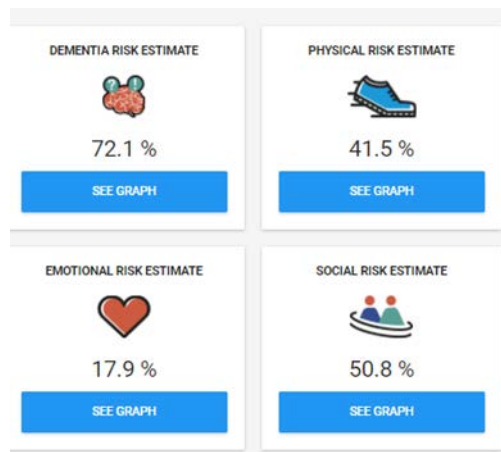 DEMENTIA RISK ESTIMATE
? !
72.1 %
SEE GRAPH
PHYSICAL RISK ESTIMATE
41.5 %
SEE GRAPH
EMOTIONAL RISK ESTIMATE
17.9 %
SEE GRAPH
SOCIAL RISK ESTIMATE
50.8 %
SEE GRAPH